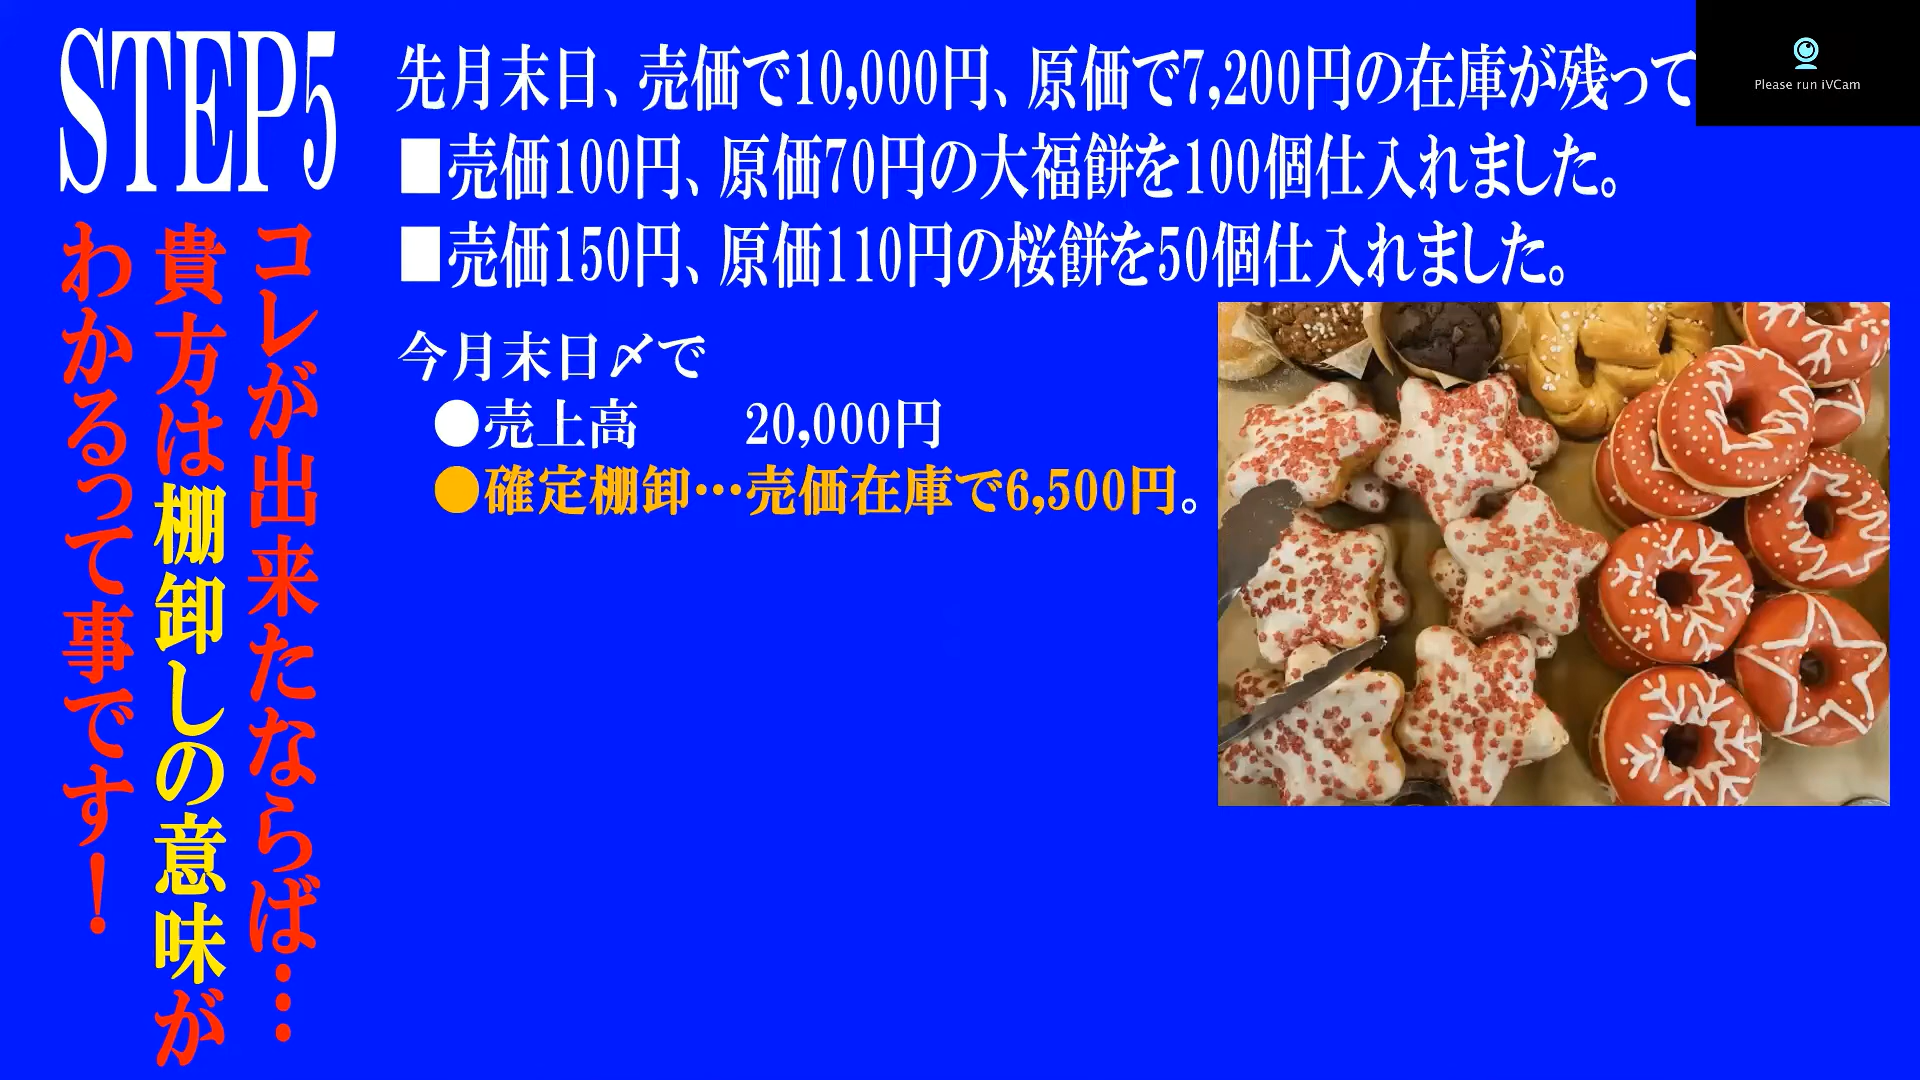 STEP5
コレが出来たならば…
貴方は棚卸しの意味が
わかるって事です！
先月末日、売価で10,000円、原価で7,200円の在庫が残って
■売価100円、原価70円の大福餅を100個仕入れました。
■売価150円、原価110円の桜餅を50個仕入れました。
今月末日〆で
●売上高　　20,000円
●確定棚卸…売価在庫で6,500円。
Please run iVCam